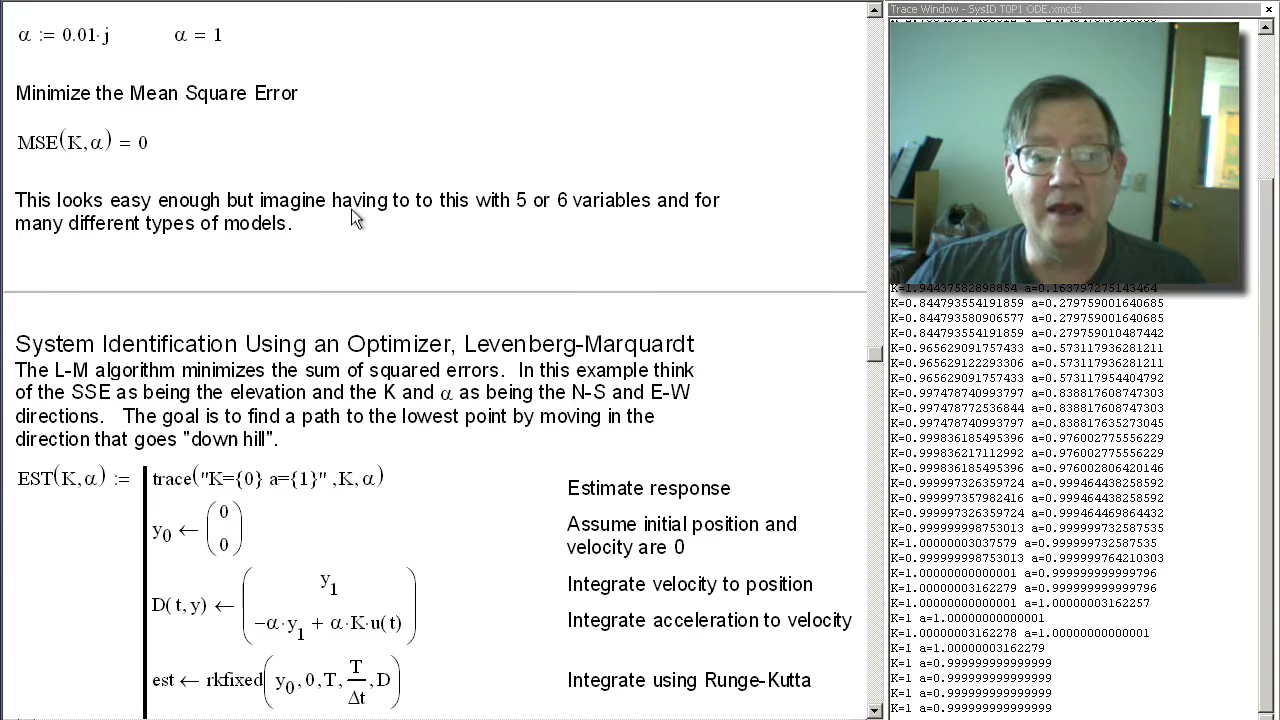 α := 0.01·j α = 1
Minimize the Mean Square Error
MSE(K,α) = 0
This looks easy enough but imagine having to to this with 5 or 6 variables and for
many different types of models.
System Identification Using an Optimizer, Levenberg-Marquardt
The L-M algorithm minimizes the sum of squared errors. In this example think
of the SSE as being the elevation and the K and α as being the N-S and E-W
directions. The goal is to find a path to the lowest point by moving in the
direction that goes "down hill".
EST(K,α) := trace("K={0} a={1}" ,K,α)
Estimate response
y0 ← (0 0)
Assume initial position and
velocity are 0
D(t,y) ← (y1 -α·y1 + α·K·u(t))
Integrate velocity to position
Integrate acceleration to velocity
est ← rkfixed(y0,0,T,T/Δt,D)
Integrate using Runge-Kutta
Trace Window - SysID T0P1 ODE.xmcdz
K=1.94437582898854 a=0.163797275143464
K=0.844793554191859 a=0.279759001640685
K=0.844793580906577 a=0.279759001640685
K=0.844793554191859 a=0.279759010487442
K=0.965629091757433 a=0.573117936281211
K=0.965629122293306 a=0.573117936281211
K=0.965629091757433 a=0.573117954404792
K=0.997478740993797 a=0.838817608747303
K=0.997478772536844 a=0.838817608747303
K=0.997478740993797 a=0.838817635273045
K=0.999836185495396 a=0.976002775556229
K=0.999836217112992 a=0.976002775556229
K=0.999836185495396 a=0.976002806420146
K=0.999997326359724 a=0.999464438258592
K=0.999997357982416 a=0.999464438258592
K=0.999997326359724 a=0.999464469864432
K=0.999999998753013 a=0.999999732587535
K=1.00000003037579 a=0.999999732587535
K=0.999999998753013 a=0.999999764210303
K=1.00000000000001 a=0.999999999999796
K=1.00000003162279 a=0.999999999999796
K=1.00000000000001 a=1.00000003162257
K=1 a=1.00000000000001
K=1.00000003162278 a=1.00000000000001
K=1 a=1.00000003162279
K=1 a=0.999999999999999
K=1 a=0.999999999999999
K=1 a=0.999999999999999
K=1 a=0.999999999999999